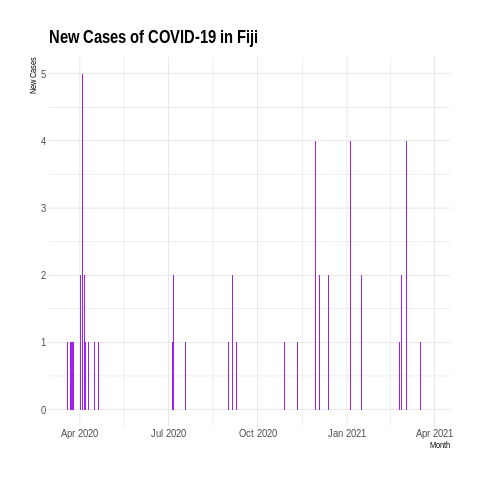 New Cases of COVID-19 in Fiji
New Cases
5
4
3
2
1
0
Apr 2020
Jul 2020
Oct 2020
Jan 2021
Apr 2021
Month